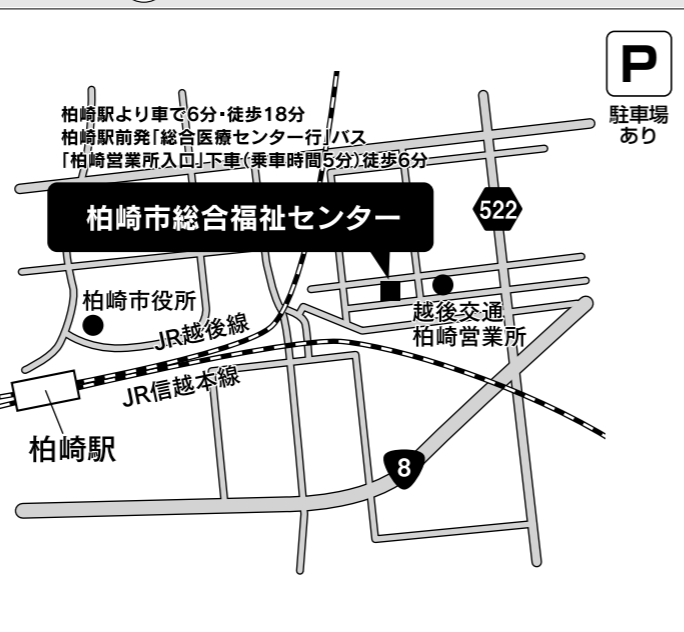 P
駐車場
あり
柏崎駅より車で6分・徒歩18分
柏崎駅前発「総合医療センター行」バス
「柏崎営業所入口」下車（乗車時間5分）徒歩6分
柏崎市総合福祉センター
522
柏崎市役所
越後交通
柏崎営業所
JR越後線
JR信越本線
柏崎駅
8